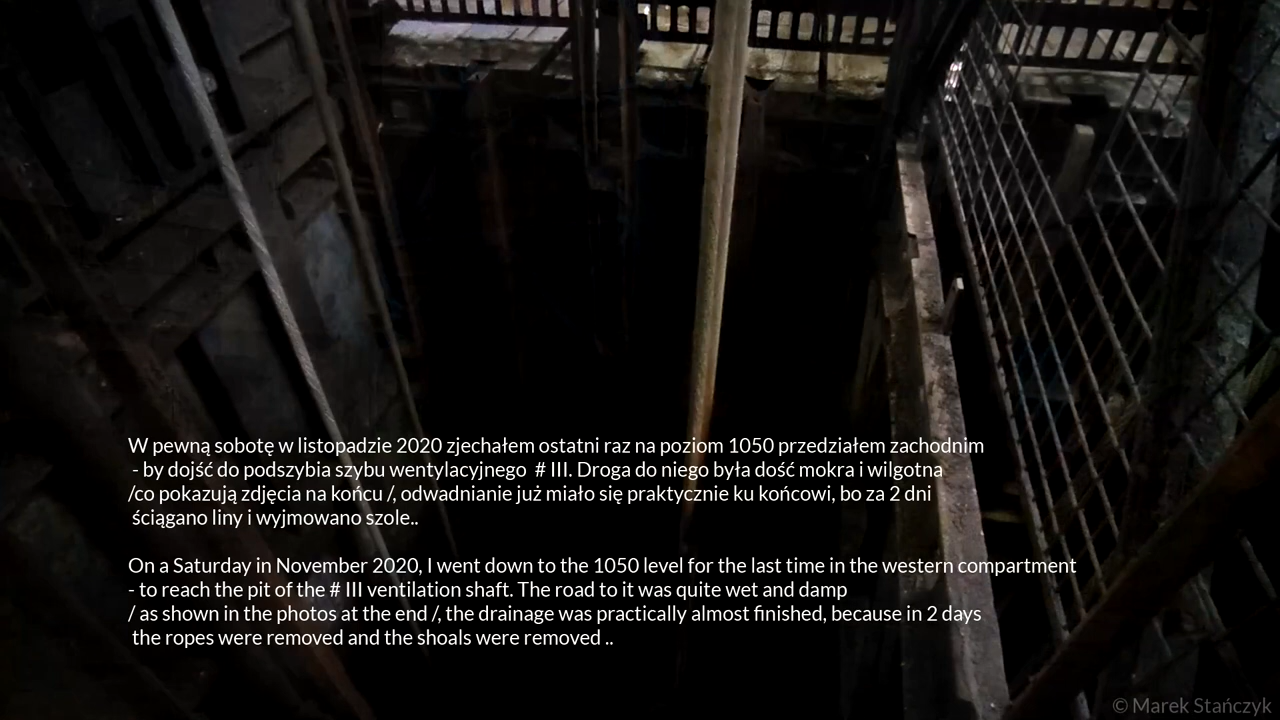 W pewną sobotę w listopadzie 2020 zjechałem ostatni raz na poziom 1050 przedziałem zachodnim
- by dojść do podszybia szybu wentylacyjnego # III. Droga do niego była dość mokra i wilgotna
/co pokazują zdjęcia na końcu /, odwadnianie już miało się praktycznie ku końcowi, bo za 2 dni
ściągano liny i wyjmowano szole..
On a Saturday in November 2020, I went down to the 1050 level for the last time in the western compartment
- to reach the pit of the # III ventilation shaft. The road to it was quite wet and damp
/ as shown in the photos at the end /, the drainage was practically almost finished, because in 2 days
the ropes were removed and the shoals were removed ..
© Marek Stańczyk